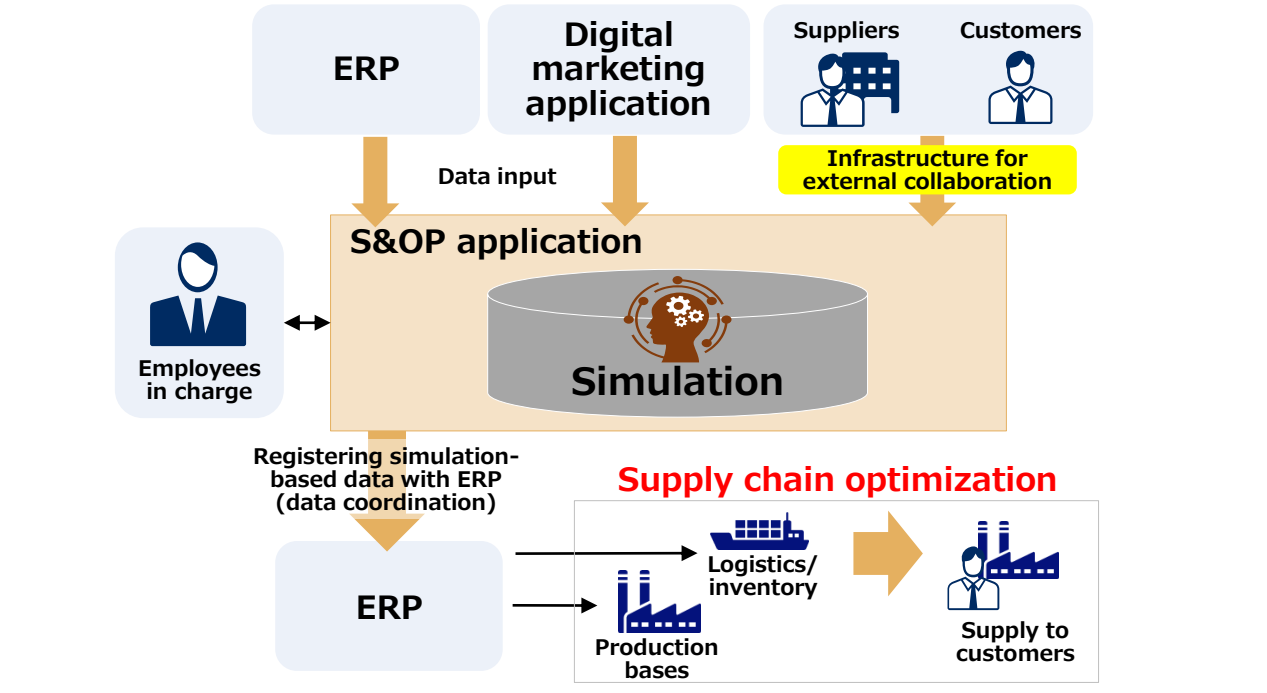 ERP
Digital
marketing
application
Suppliers
Customers
Data input
Infrastructure for
external collaboration
S&OP application
Simulation
Employees
in charge
Registering simulation-
based data with ERP
(data coordination)
Supply chain optimization
ERP
Logistics/
inventory
Production
bases
Supply to
customers